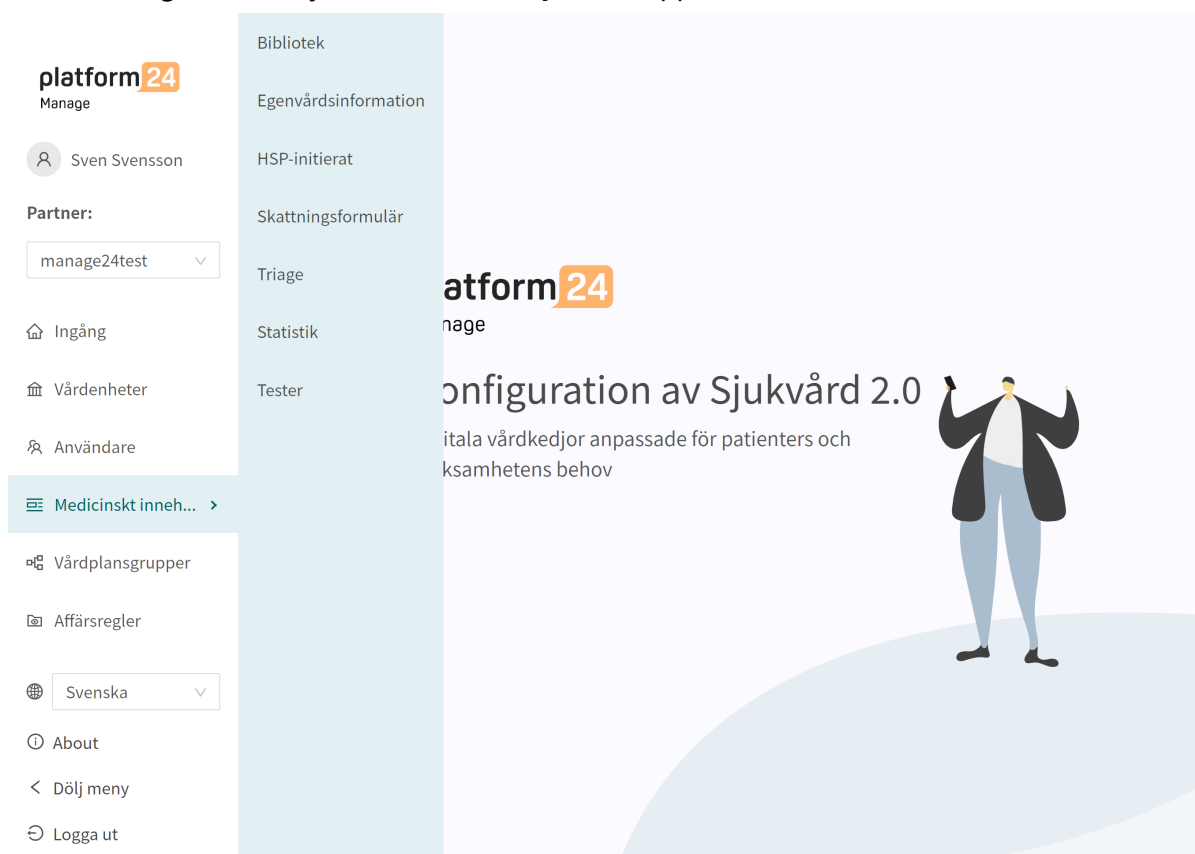 platform24
Manage
Sven Svensson
Partner:
manage24test
Ingång
Vårdenheter
Användare
Medicinskt inneh...
Vårdplansgrupper
Affärsregler
Svenska
About
Dölj meny
Logga ut
Bibliotek
Egenvårdsinformation
HSP-initierat
Skattningsformulär
Triage
Statistik
Tester
atform24
nage
onfiguration av Sjukvård 2.0
itala vårdkedjor anpassade för patienters och
ksamhetens behov